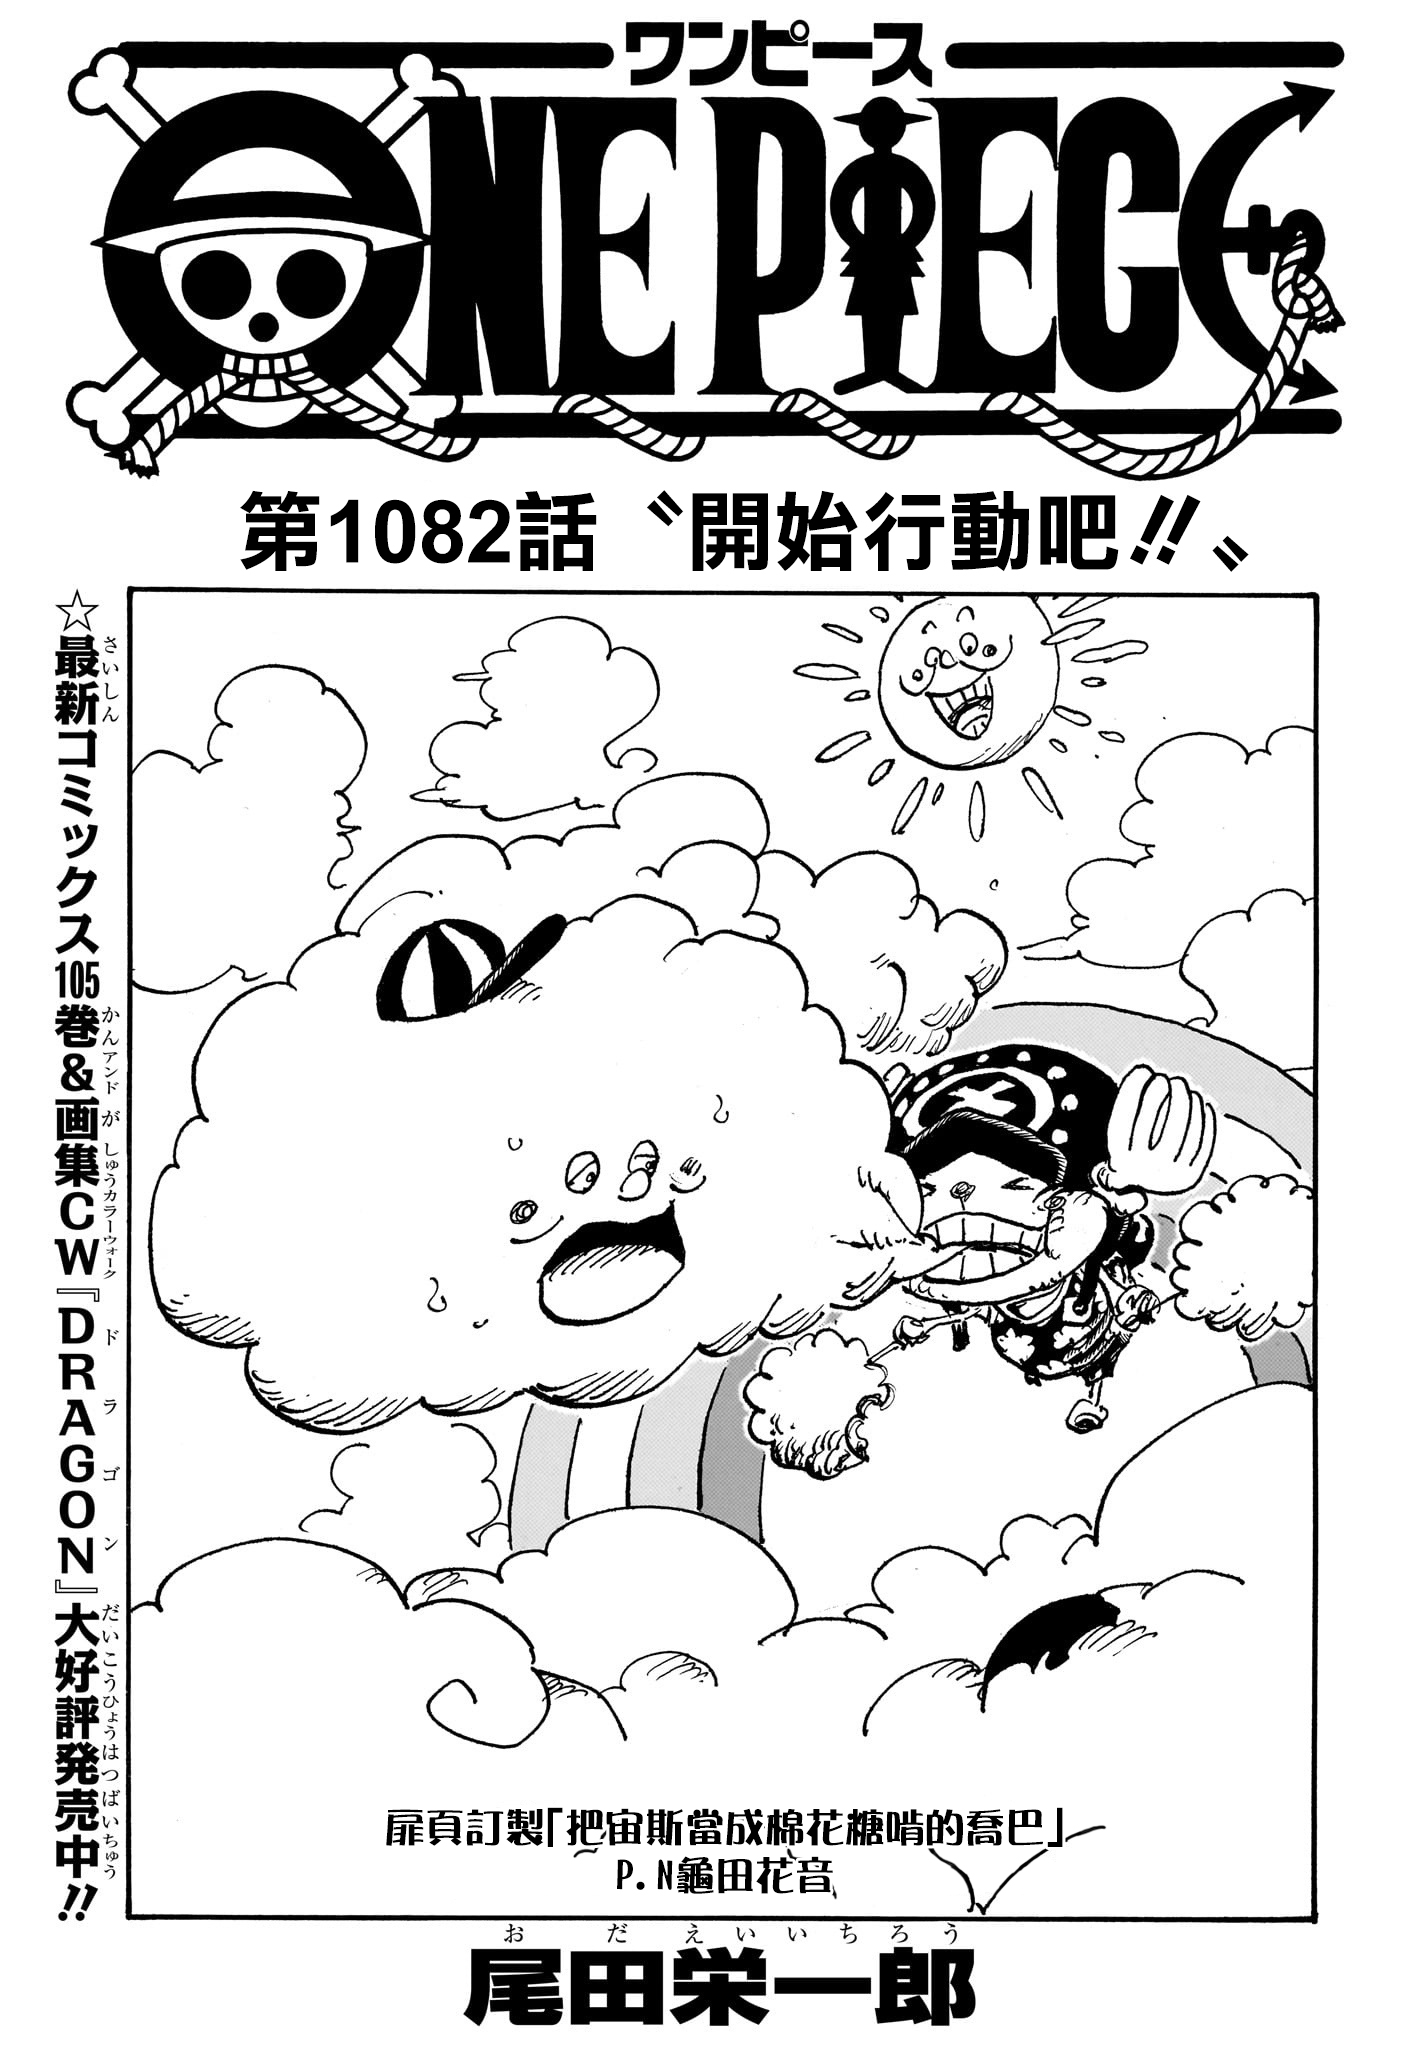 ワンピース
ONE PIECE
第1082話〝開始行動吧!!〟
☆最新コミックス105巻&画集CW『DRAGON』大好評発売中!!
さいしん かん アンド が しゅう カラーウォーク ドラゴン だいこうひょうはつばいちゅう
扉頁訂製「把宙斯當成棉花糖啃的喬巴」
P.N龜田花音
おだえいいちろう
尾田栄一郎